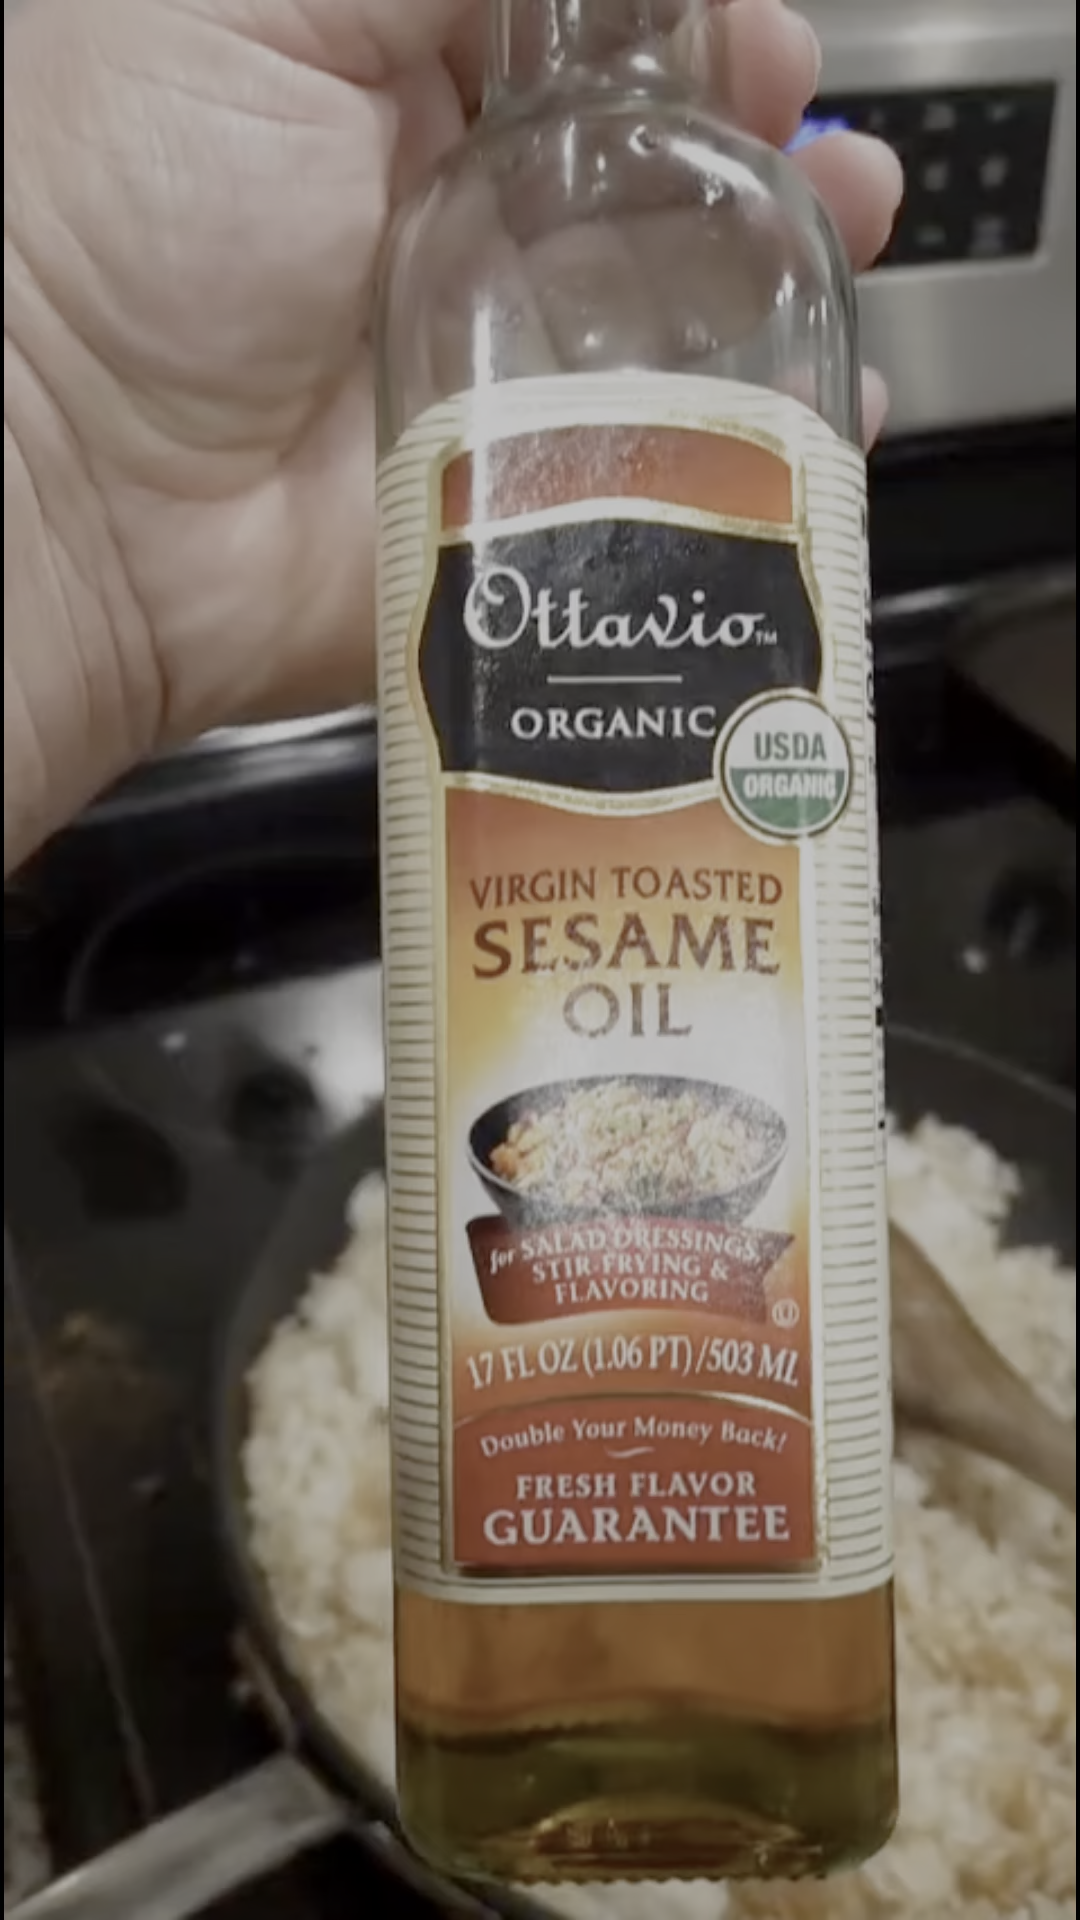 Ottavio™
ORGANIC
USDA
ORGANIC
VIRGIN TOASTED
SESAME
OIL
for SALAD DRESSINGS,
STIR-FRYING &
FLAVORING
U
17 FL OZ (1.06 PT)/503 ML
Double Your Money Back!
FRESH FLAVOR
GUARANTEE